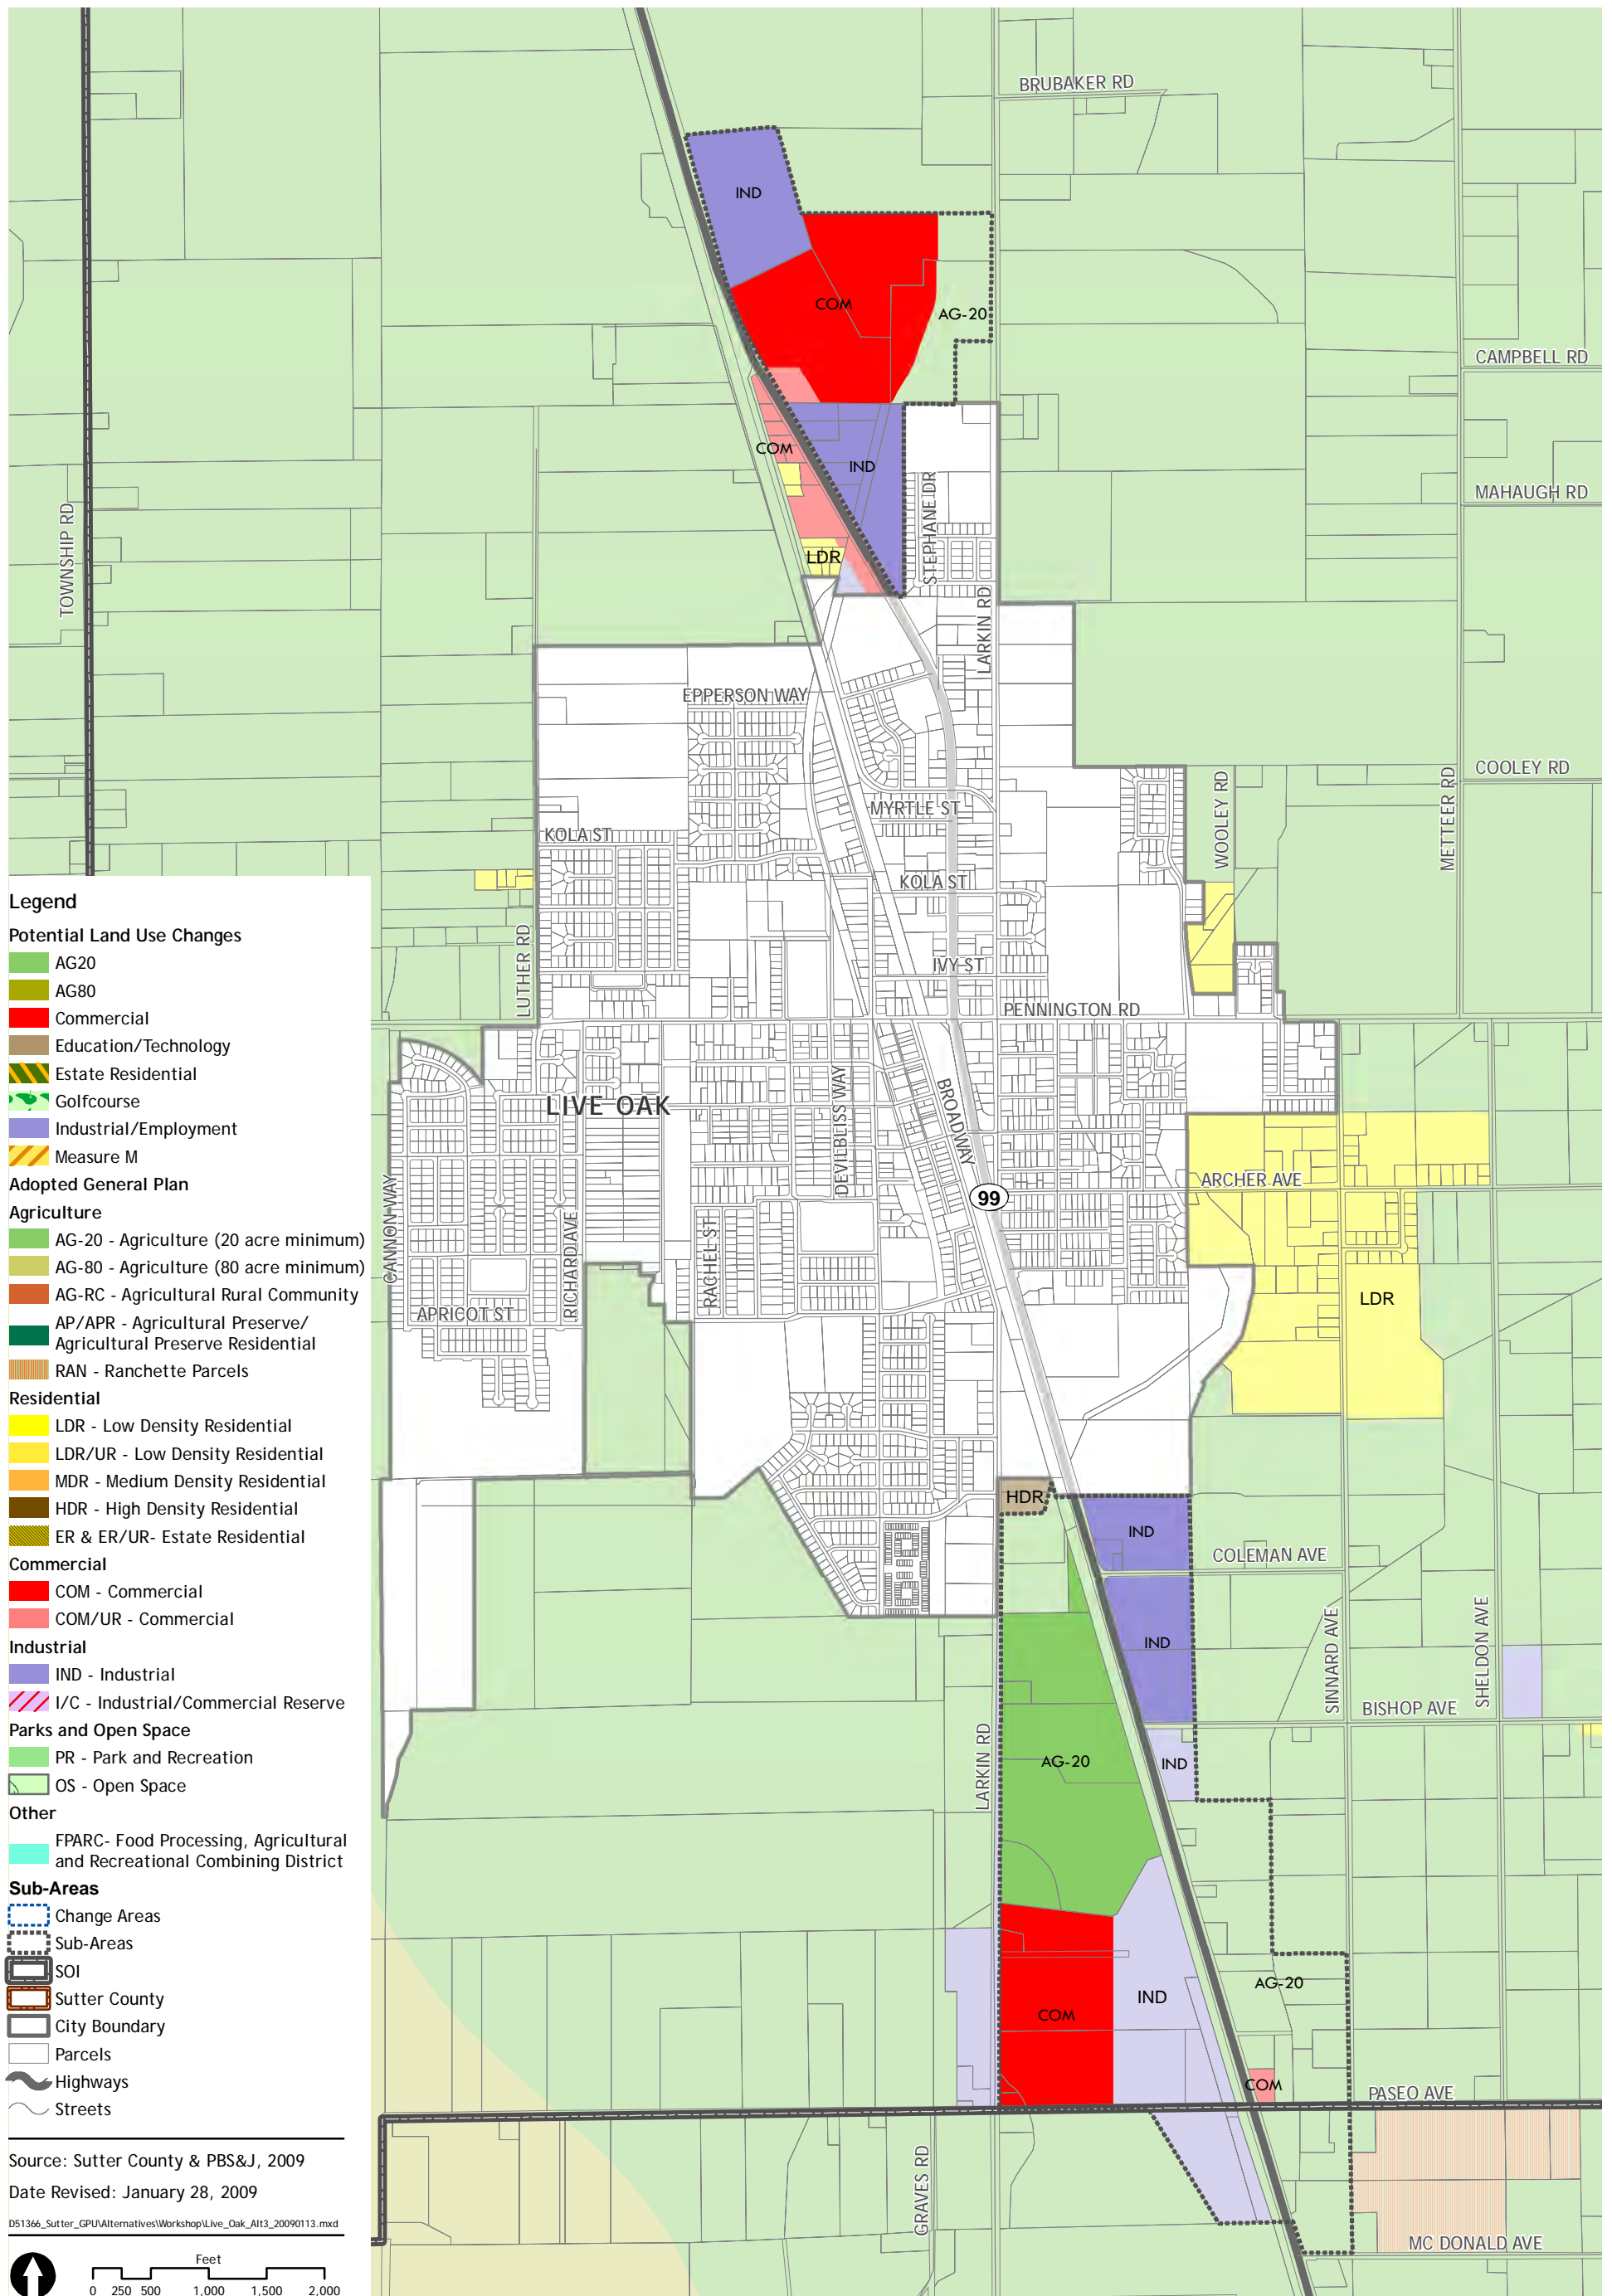 BRUBAKER RD
IND
COM
AG-20
CAMPBELL RD
COM
IND
STEPHANE DR
MAHAUGH RD
TOWNSHIP RD
LDR
LARKIN RD
EPPERSON WAY
COOLEY RD
METTEER RD
WOOLEY RD
MYRTLE ST
KOLA ST
KOLA ST
LUTHER RD
IVY ST
PENNINGTON RD
LIVE OAK
DEVILBLISS WAY
BROADWAY
99
ARCHER AVE
CANNON WAY
RICHARD AVE
RACHEL ST
APRICOT ST
LDR
HDR
IND
COLEMAN AVE
IND
SINNARD AVE
SHELDON AVE
BISHOP AVE
LARKIN RD
AG-20
IND
AG-20
IND
COM
COM
PASEO AVE
GRAVES RD
MC DONALD AVE
Legend
Potential Land Use Changes
AG20
AG80
Commercial
Education/Technology
Estate Residential
Golfcourse
Industrial/Employment
Measure M
Adopted General Plan
Agriculture
AG-20 - Agriculture (20 acre minimum)
AG-80 - Agriculture (80 acre minimum)
AG-RC - Agricultural Rural Community
AP/APR - Agricultural Preserve/
Agricultural Preserve Residential
RAN - Ranchette Parcels
Residential
LDR - Low Density Residential
LDR/UR - Low Density Residential
MDR - Medium Density Residential
HDR - High Density Residential
ER & ER/UR- Estate Residential
Commercial
COM - Commercial
COM/UR - Commercial
Industrial
IND - Industrial
I/C - Industrial/Commercial Reserve
Parks and Open Space
PR - Park and Recreation
OS - Open Space
Other
FPARC- Food Processing, Agricultural
and Recreational Combining District
Sub-Areas
Change Areas
Sub-Areas
SOI
Sutter County
City Boundary
Parcels
Highways
Streets
Source: Sutter County & PBS&J, 2009
Date Revised: January 28, 2009
D51366_Sutter_GPU\Alternatives\Workshop\Live_Oak_Alt3_20090113.mxd
Feet
0 250 500 1,000 1,500 2,000